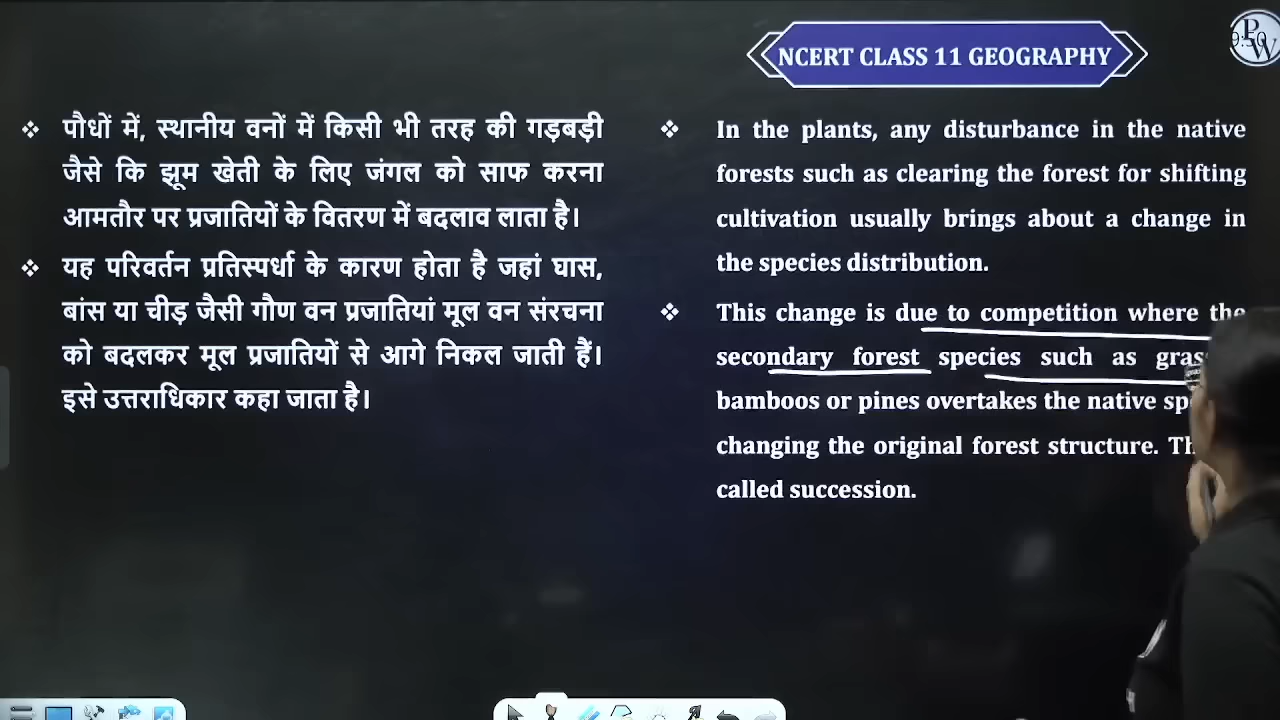 NCERT CLASS 11 GEOGRAPHY
PW
❖ पौधों में, स्थानीय वनों में किसी भी तरह की गड़बड़ी
जैसे कि झूम खेती के लिए जंगल को साफ करना
आमतौर पर प्रजातियों के वितरण में बदलाव लाता है।
❖ यह परिवर्तन प्रतिस्पर्धा के कारण होता है जहां घास,
बांस या चीड़ जैसी गौण वन प्रजातियां मूल वन संरचना
को बदलकर मूल प्रजातियों से आगे निकल जाती हैं।
इसे उत्तराधिकार कहा जाता है।
❖ In the plants, any disturbance in the native
forests such as clearing the forest for shifting
cultivation usually brings about a change in
the species distribution.
❖ This change is due to competition where the
secondary forest species such as
bamboos or pines overtakes the native
changing the original forest structure.
called succession.